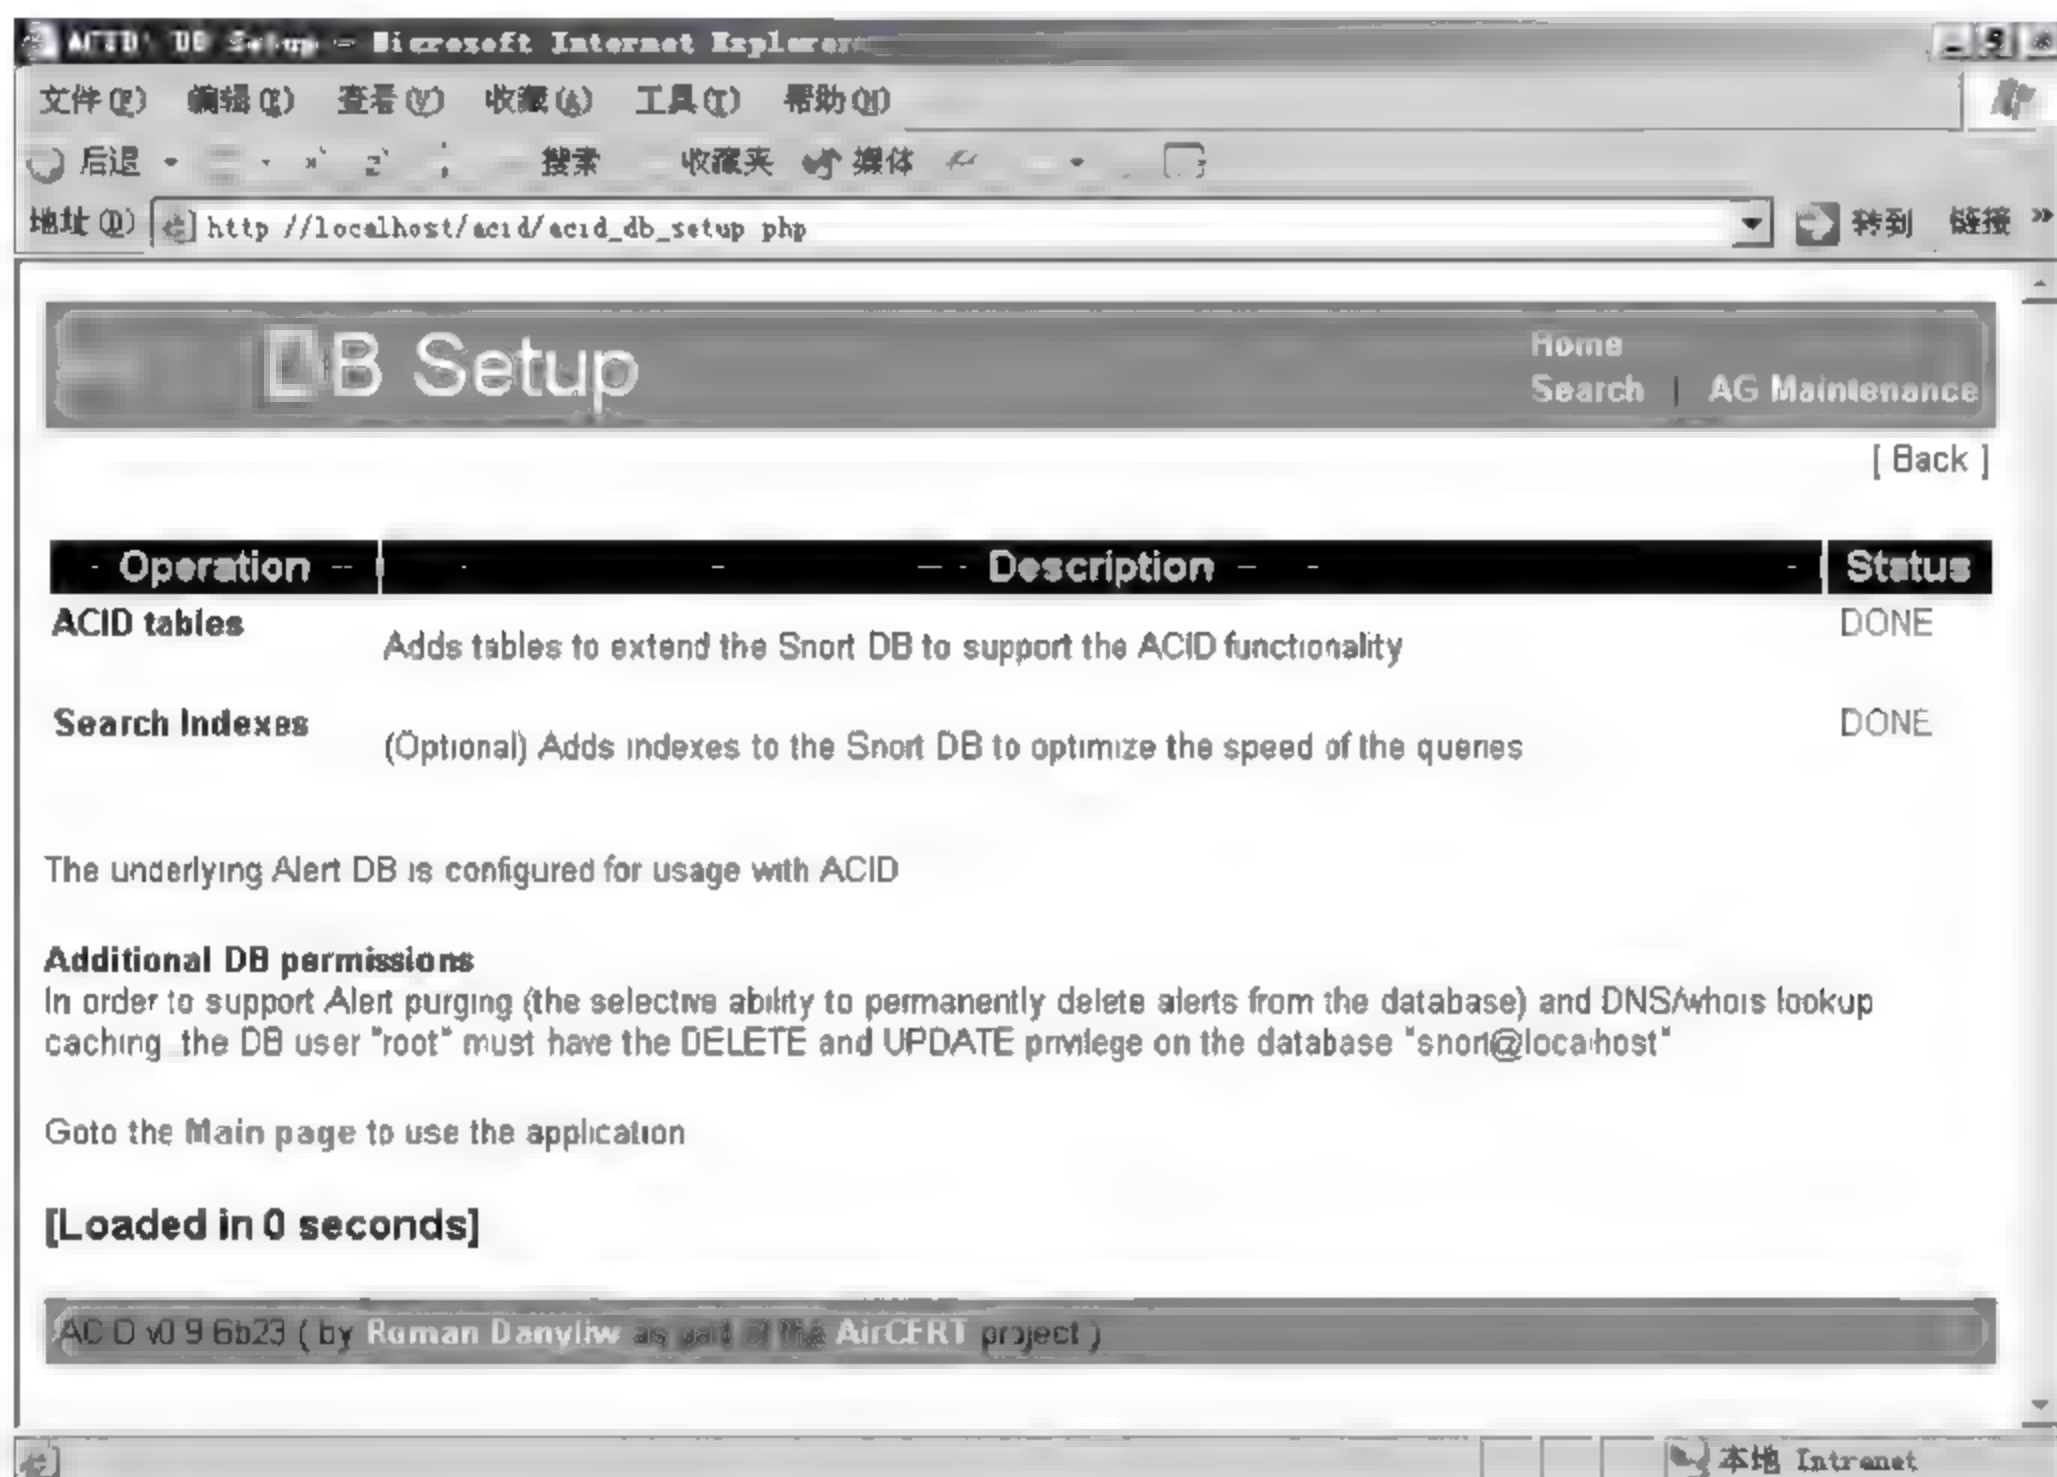 ACID: DB Setup - Microsoft Internet Explorer
文件(F) 编辑(E) 查看(V) 收藏(A) 工具(T) 帮助(H)
后退 搜索 收藏夹 媒体
地址(D) http //localhost/acid/acid_db_setup php 转到 链接 »
DB Setup
Home
Search | AG Maintenance
[ Back ]
Operation Description Status
ACID tables Adds tables to extend the Snort DB to support the ACID functionality DONE
Search Indexes (Optional) Adds indexes to the Snort DB to optimize the speed of the queries DONE
The underlying Alert DB is configured for usage with ACID
Additional DB permissions
In order to support Alert purging (the selective ability to permanently delete alerts from the database) and DNS/whois lookup
caching the DB user "root" must have the DELETE and UPDATE privilege on the database "snort@localhost"
Goto the Main page to use the application
[Loaded in 0 seconds]
ACID v0 9 6b23 ( by Roman Danyliw as part of the AirCERT project )
本地 Intranet